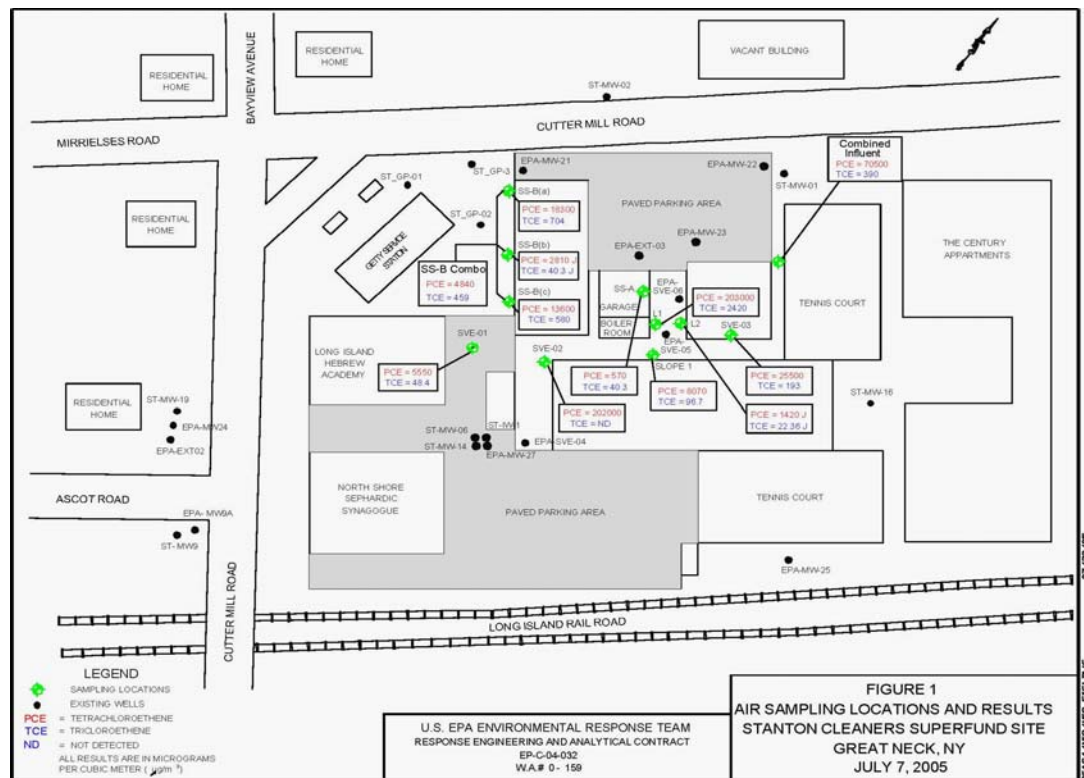 RESIDENTIAL
HOME
BAYVIEW AVENUE
RESIDENTIAL
HOME
VACANT BUILDING
ST-MW-02
CUTTER MILL ROAD
MIRRIELSES ROAD
Combined
Influent
PCE = 70500
TCE = 390
ST_GP-3
EPA-MW-21
EPA-MW-22
ST-MW-01
ST_GP-01
SS-B(a)
PCE = 16300
TCE = 704
PAVED PARKING AREA
RESIDENTIAL
HOME
ST_GP-02
GETTY SERVICE
STATION
EPA-MW-23
EPA-EXT-03
THE CENTURY
APPARTMENTS
SS-B(b)
PCE = 2810 J
TCE = 40.3 J
SS-B Combo
PCE = 4840
TCE = 459
SS-B(c)
PCE = 13600
TCE = 580
SS-A
GARAGE
BOILER
ROOM
EPA-
SVE-06
PCE = 203000
TCE = 2420
TENNIS COURT
L1
L2
SVE-03
EPA-
SVE-05
SLOPE 1
LONG ISLAND
HEBREW
ACADEMY
SVE-01
PCE = 5550
TCE = 48.4
SVE-02
PCE = 570
TCE = 40.3
PCE = 8070
TCE = 96.7
PCE = 25500
TCE = 193
PCE = 202000
TCE = ND
PCE = 1420 J
TCE = 22.36 J
ST-MW-16
RESIDENTIAL
HOME
ST-MW-19
EPA-MW24
EPA-EXT02
ST-MW-06
ST-MW-14
EPA-MW-27
EPA-SVE-04
NORTH SHORE
SEPHARDIC
SYNAGOGUE
PAVED PARKING AREA
TENNIS COURT
ASCOT ROAD
EPA- MW9A
ST-MW9
EPA-MW-25
CUTTER MILL ROAD
LONG ISLAND RAIL ROAD
LEGEND
SAMPLING LOCATIONS
EXISTING WELLS
PCE = TETRACHLOROETHENE
TCE = TRICLOROETHENE
ND = NOT DETECTED
ALL RESULTS ARE IN MICROGRAMS
PER CUBIC METER ( µg/m ³)
U.S. EPA ENVIRONMENTAL RESPONSE TEAM
RESPONSE ENGINEERING AND ANALYTICAL CONTRACT
EP-C-04-032
W.A.# 0 - 159
FIGURE 1
AIR SAMPLING LOCATIONS AND RESULTS
STANTON CLEANERS SUPERFUND SITE
GREAT NECK, NY
JULY 7, 2005